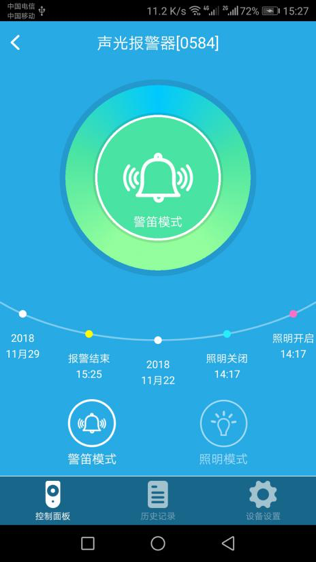 中国电信
中国移动
11.2 K/s 4G 2G 72% 15:27
声光报警器[0584]
警笛模式
2018
11月29
报警结束
15:25
2018
11月22
照明关闭
14:17
照明开启
14:17
警笛模式
照明模式
控制面板
历史记录
设备设置